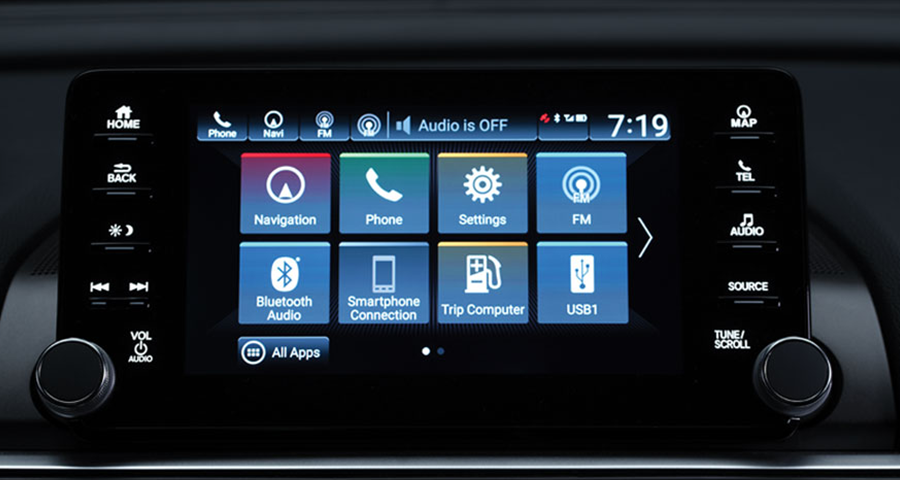 HOME
BACK
VOL
AUDIO
Phone
Navi
FM
Audio is OFF
7:19
Navigation
Phone
Settings
FM
FM
Bluetooth
Audio
Smartphone
Connection
Trip Computer
USB1
All Apps
MAP
TEL
AUDIO
SOURCE
TUNE/
SCROLL